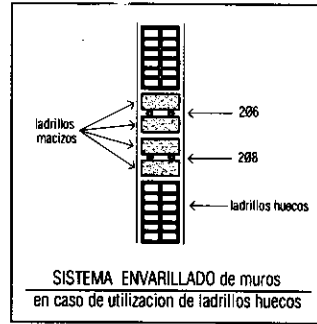 ladrillos
macizos
2ø6
2ø8
ladrillos huecos
SISTEMA ENVARILLADO de muros
en caso de utilizacion de ladrillos huecos